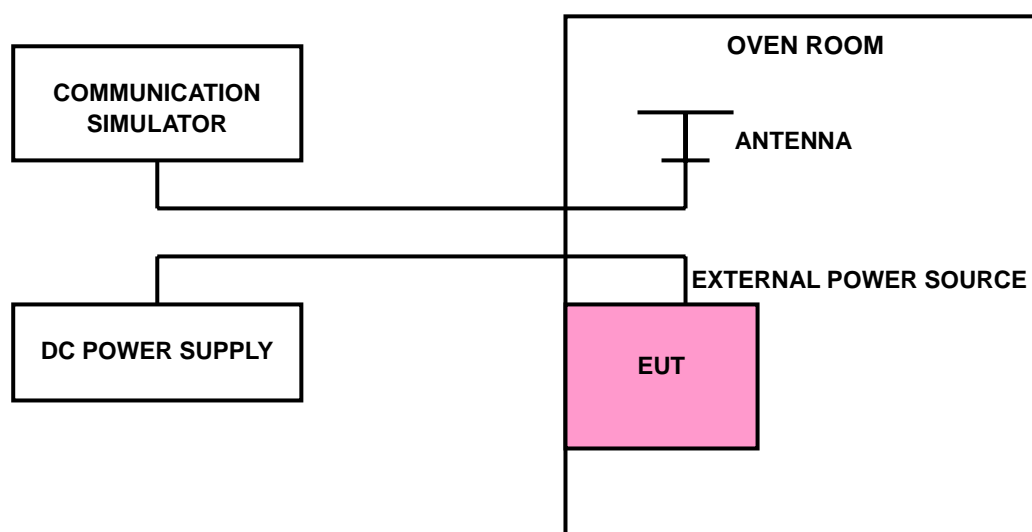 OVEN ROOM
COMMUNICATION
SIMULATOR
ANTENNA
EXTERNAL POWER SOURCE
DC POWER SUPPLY
EUT